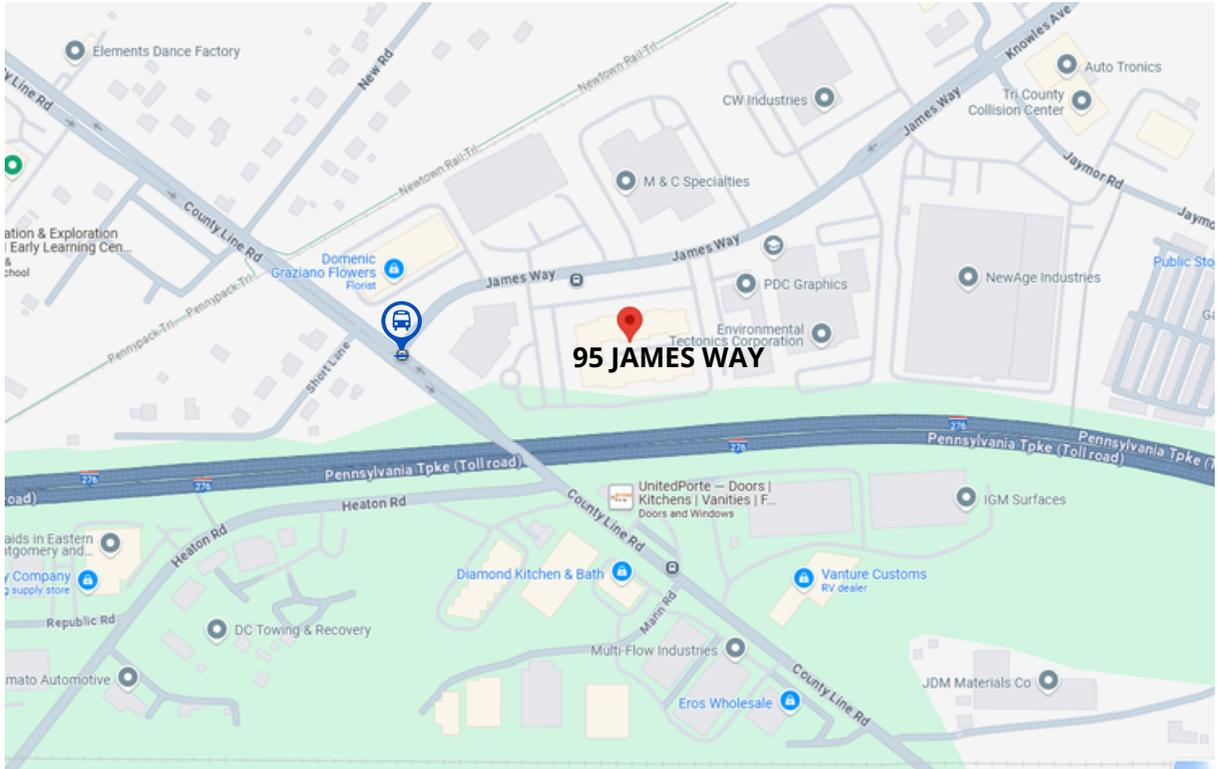 Elements Dance Factory
y Line Rd
New Rd
Newtown Rail Trl
Knowles Ave
Auto Tronics
Tri County
Collision Center
CW Industries
James Way
Jaymor Rd
Newtown Rail Trl
M & C Specialties
County Line Rd
Jaymo
ation & Exploration
Early Learning Cen...
&
chool
Domenic
Graziano Flowers
Florist
James Way
James Way
PDC Graphics
NewAge Industries
Public Sto
Pennypack Trl
Pennypack Trl
Environmental
Tectonics Corporation
Ga
95 JAMES WAY
Short Line
276
276
276
276
Pennsylvania Tpke (Toll road)
Pennsylvania Tpke (Toll road)
Pennsylvania Tpke (T
oad)
Heaton Rd
UnitedPorte — Doors |
Kitchens | Vanities | F...
Doors and Windows
IGM Surfaces
County Line Rd
Heaton Rd
aids in Eastern
ntgomery and...
y Company
g supply store
Diamond Kitchen & Bath
Vanture Customs
RV dealer
Republic Rd
Mann Rd
DC Towing & Recovery
Multi-Flow Industries
mato Automotive
County Line Rd
JDM Materials Co
Eros Wholesale